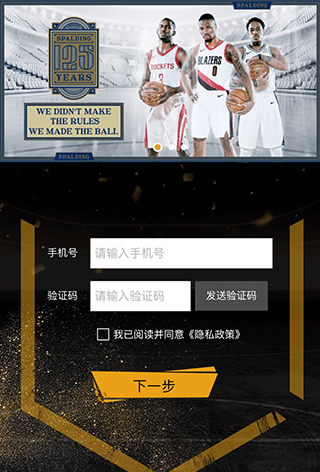 SPALDING
SPALDING
125
YEARS
WE DIDN'T MAKE
THE RULES
WE MADE THE BALL
ROCKETS
3
BLAZERS
0
SPALDING
手机号
请输入手机号
验证码
请输入验证码
发送验证码
我已阅读并同意《隐私政策》
下一步